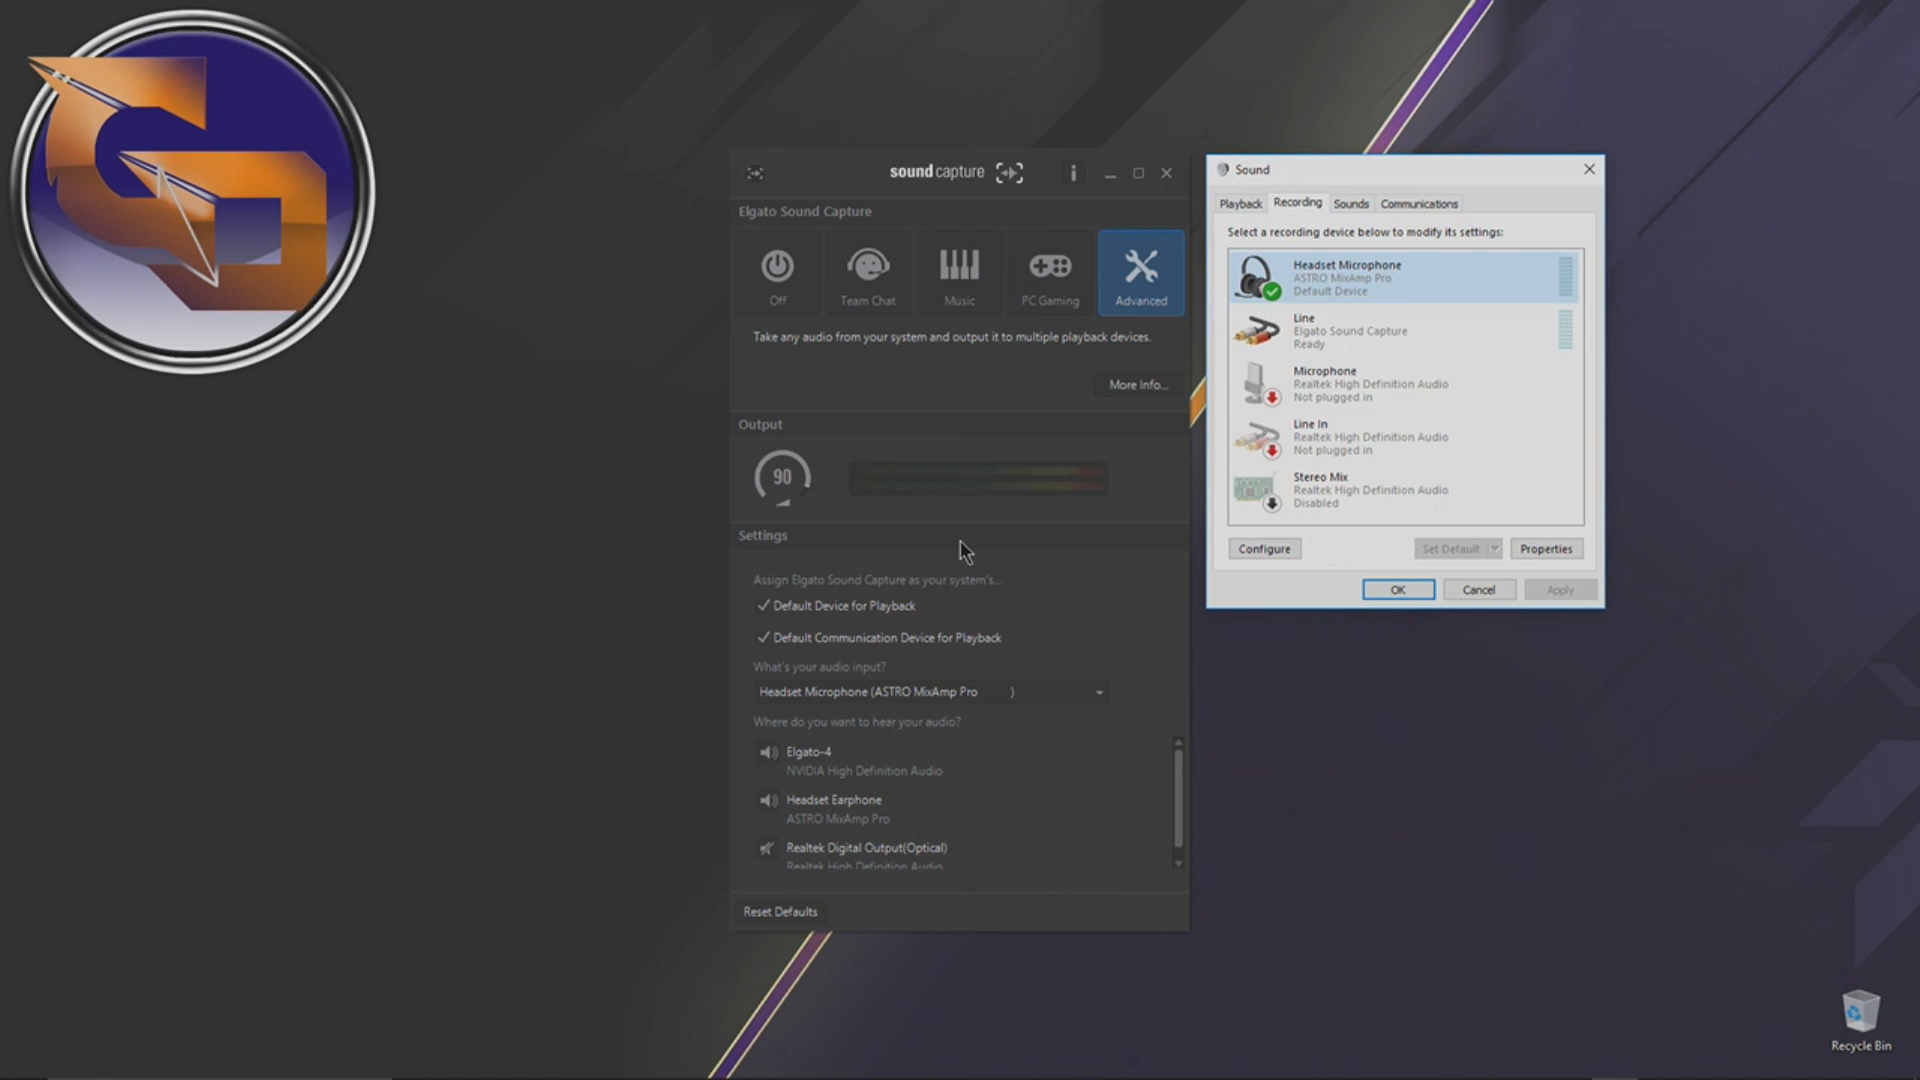 sound capture
Elgato Sound Capture
Off
Team Chat
Music
PC Gaming
Advanced
Take any audio from your system and output it to multiple playback devices.
More Info...
Output
90
Settings
Assign Elgato Sound Capture as your system's...
Default Device for Playback
Default Communication Device for Playback
What's your audio input?
Headset Microphone (ASTRO MixAmp Pro )
Where do you want to hear your audio?
Elgato-4
NVIDIA High Definition Audio
Headset Earphone
ASTRO MixAmp Pro
Realtek Digital Output(Optical)
Realtek High Definition Audio
Reset Defaults
Sound
Playback Recording Sounds Communications
Select a recording device below to modify its settings:
Headset Microphone
ASTRO MixAmp Pro
Default Device
Line
Elgato Sound Capture
Ready
Microphone
Realtek High Definition Audio
Not plugged in
Line In
Realtek High Definition Audio
Not plugged in
Stereo Mix
Realtek High Definition Audio
Disabled
Configure
Set Default
Properties
OK
Cancel
Apply
Recycle Bin